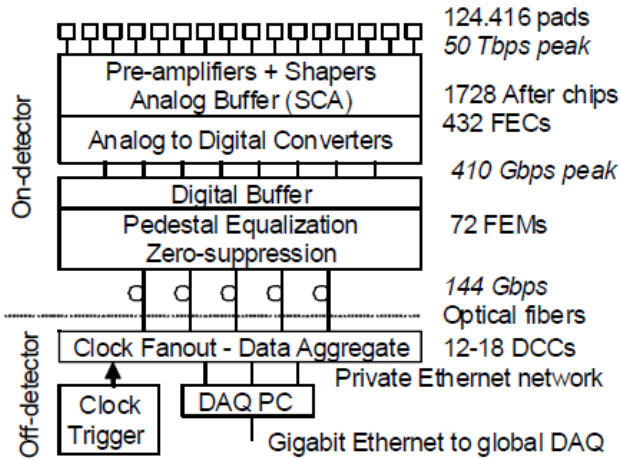 124.416 pads
50 Tbps peak
Pre-amplifiers + Shapers
Analog Buffer (SCA)
1728 After chips
432 FECs
Analog to Digital Converters
410 Gbps peak
Digital Buffer
Pedestal Equalization
Zero-suppression
72 FEMs
On-detector
144 Gbps
Optical fibers
Clock Fanout - Data Aggregate
12-18 DCCs
Private Ethernet network
Clock
Trigger
DAQ PC
Off-detector
Gigabit Ethernet to global DAQ